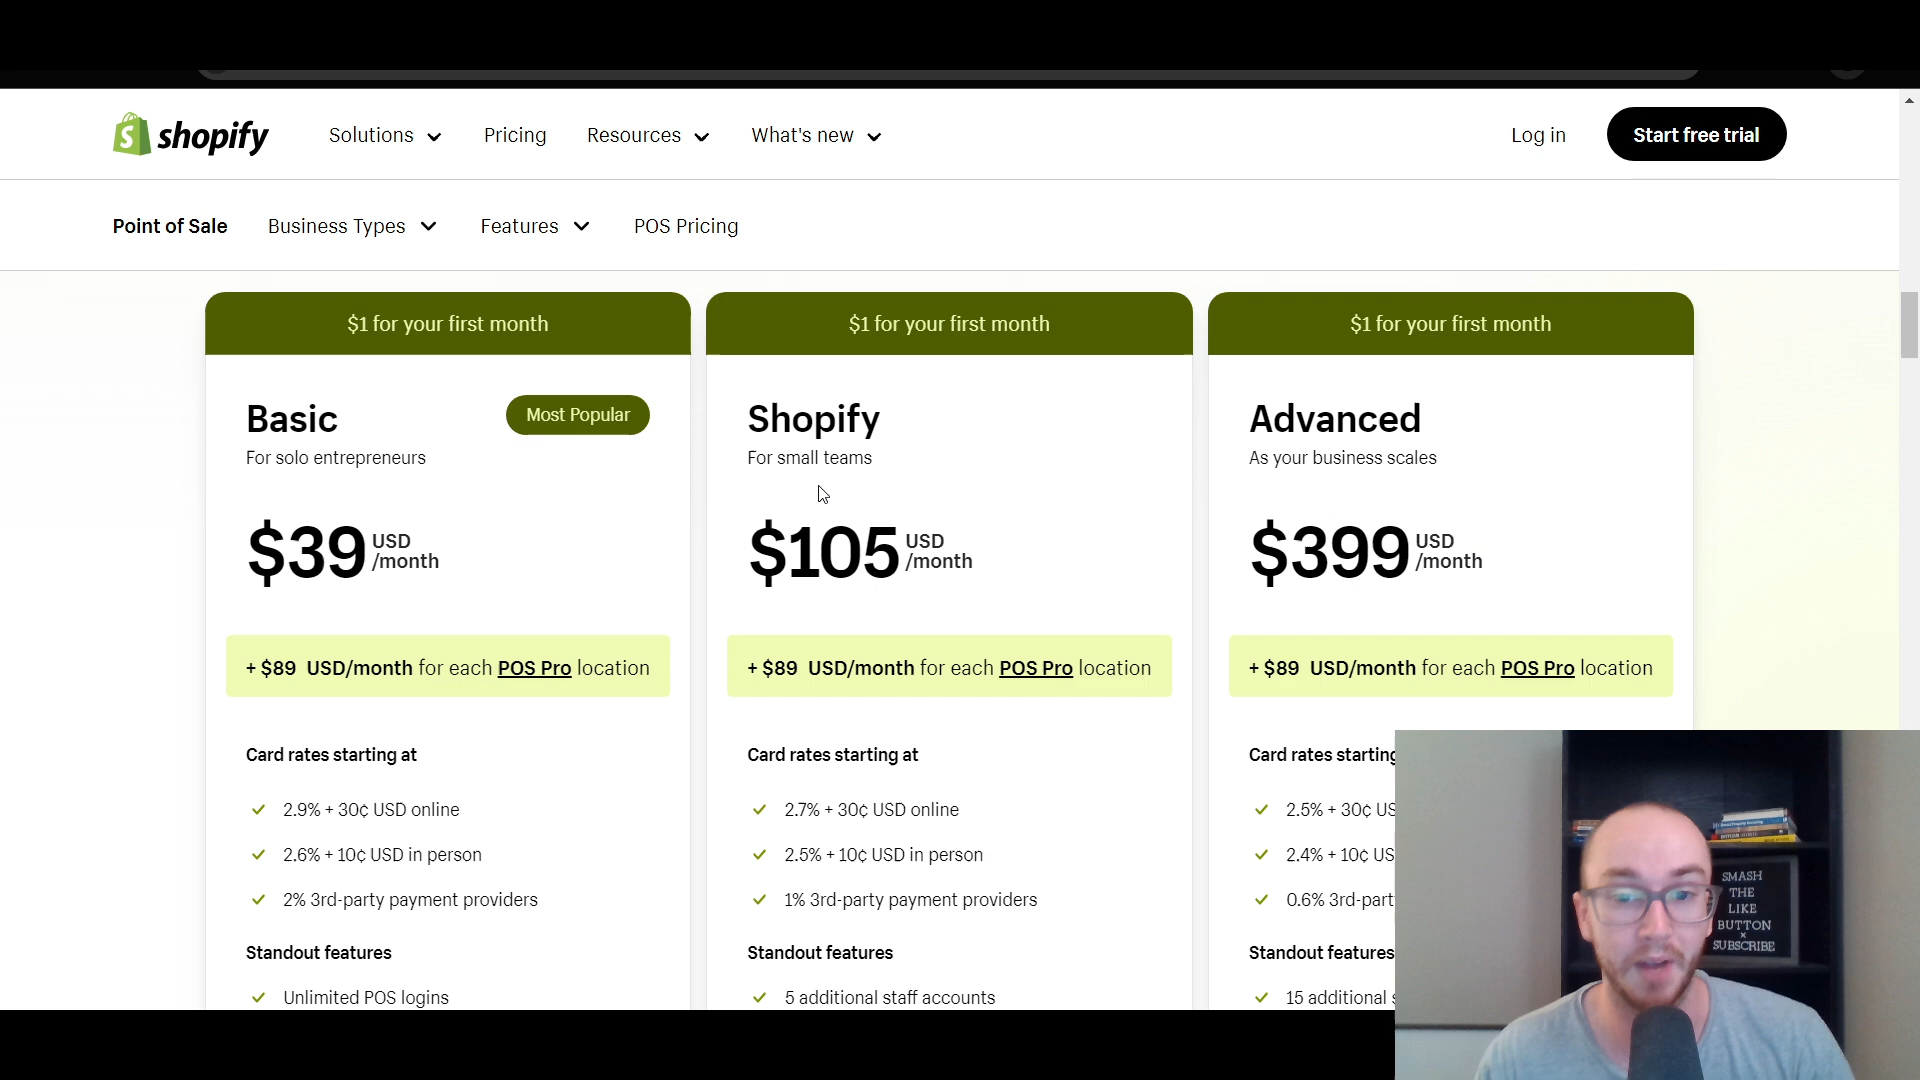 shopify
Solutions
Pricing
Resources
What's new
Log in
Start free trial
Point of Sale
Business Types
Features
POS Pricing
$1 for your first month
Basic
Most Popular
For solo entrepreneurs
$39 USD
/month
+ $89 USD/month for each POS Pro location
Card rates starting at
2.9% + 30¢ USD online
2.6% + 10¢ USD in person
2% 3rd-party payment providers
Standout features
Unlimited POS logins
$1 for your first month
Shopify
For small teams
$105 USD
/month
+ $89 USD/month for each POS Pro location
Card rates starting at
2.7% + 30¢ USD online
2.5% + 10¢ USD in person
1% 3rd-party payment providers
Standout features
5 additional staff accounts
$1 for your first month
Advanced
As your business scales
$399 USD
/month
+ $89 USD/month for each POS Pro location
Card rates starting
2.5% + 30¢ US
2.4% + 10¢ US
0.6% 3rd-part
Standout features
15 additional s
SMASH
THE
LIKE
BUTTON
×
SUBSCRIBE